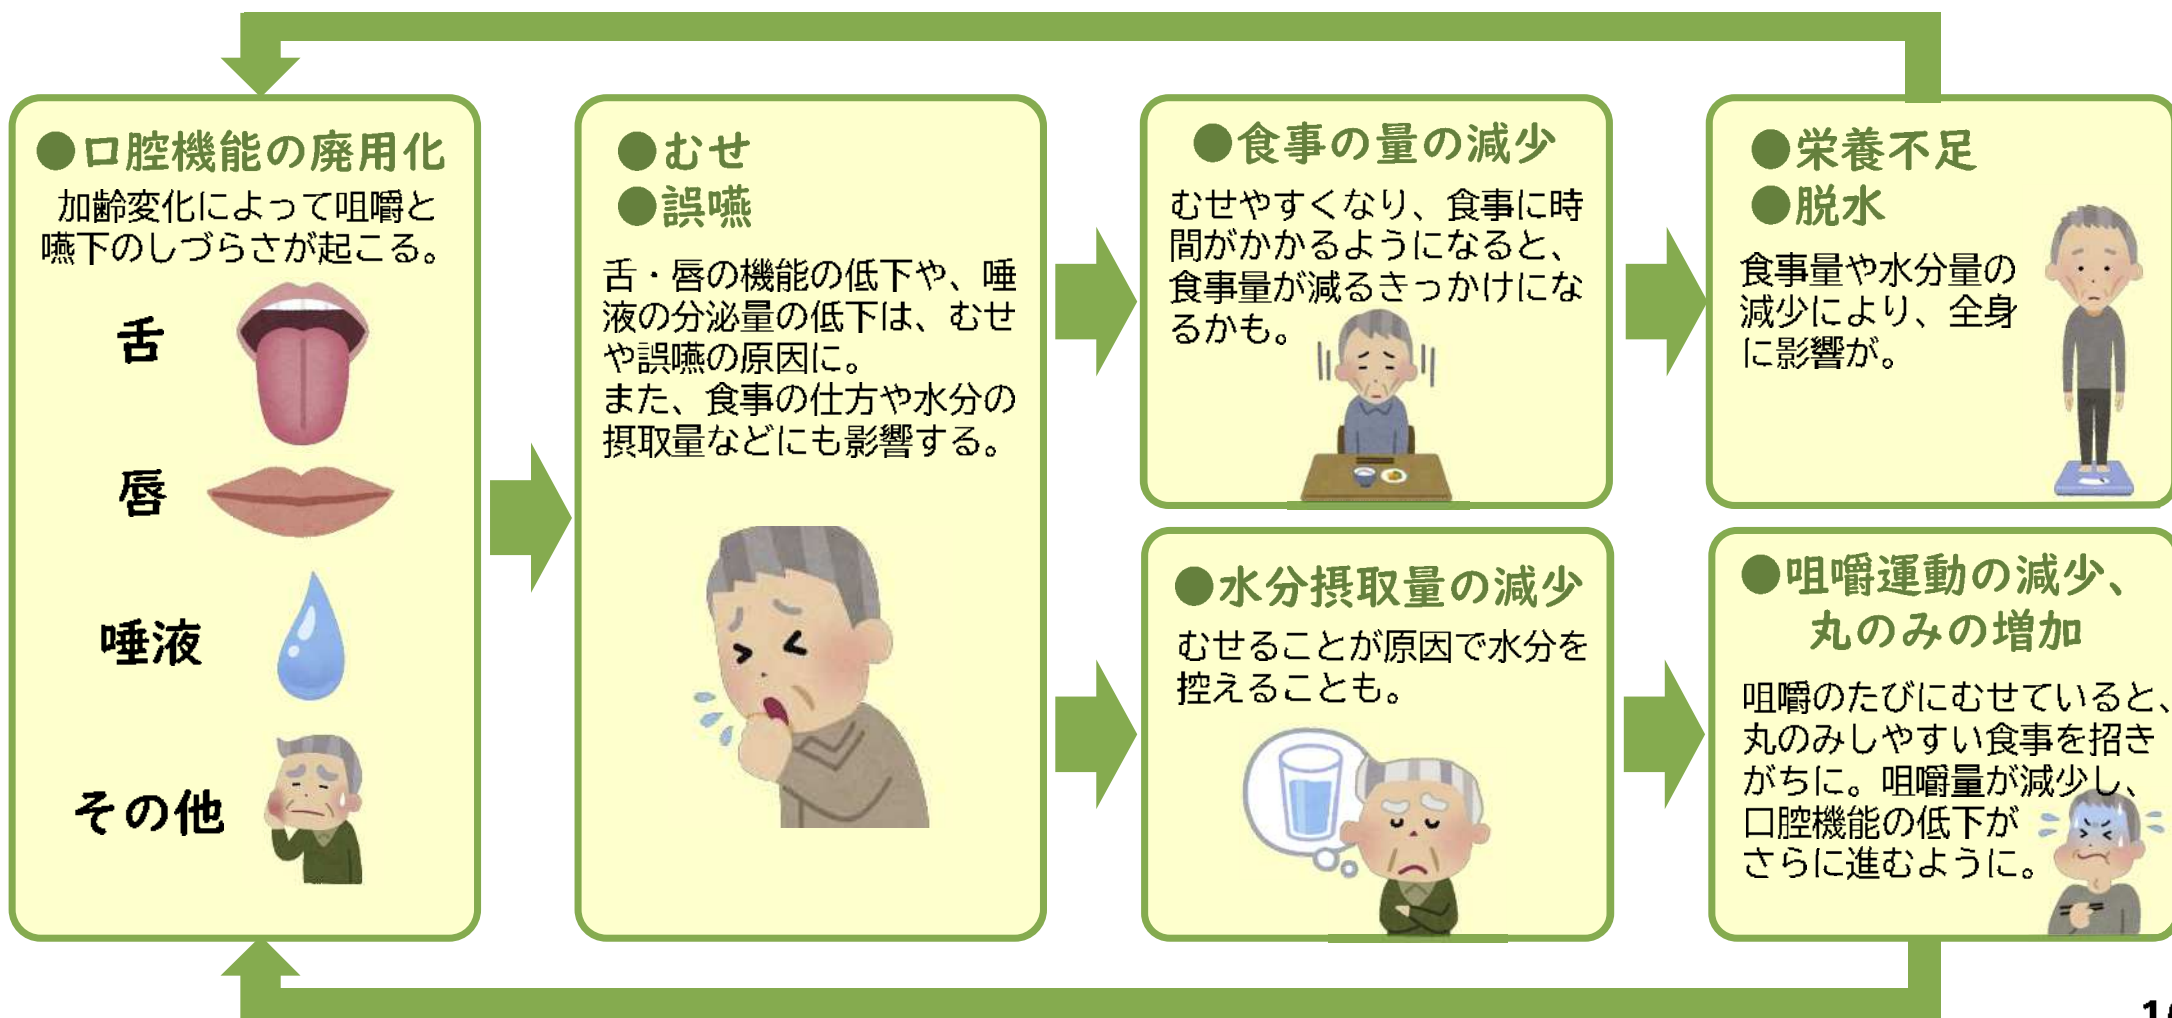 ●口腔機能の廃用化
加齢変化によって咀嚼と
嚥下のしづらさが起こる。
舌
唇
唾液
その他
●むせ
●誤嚥
舌・唇の機能の低下や、唾
液の分泌量の低下は、むせ
や誤嚥の原因に。
また、食事の仕方や水分の
摂取量などにも影響する。
●食事の量の減少
むせやすくなり、食事に時
間がかかるようになると、
食事量が減るきっかけにな
るかも。
●水分摂取量の減少
むせることが原因で水分を
控えることも。
●栄養不足
●脱水
食事量や水分量の
減少により、全身
に影響が。
●咀嚼運動の減少、
丸のみの増加
咀嚼のたびにむせていると、
丸のみしやすい食事を招き
がちに。咀嚼量が減少し、
口腔機能の低下が
さらに進むように。